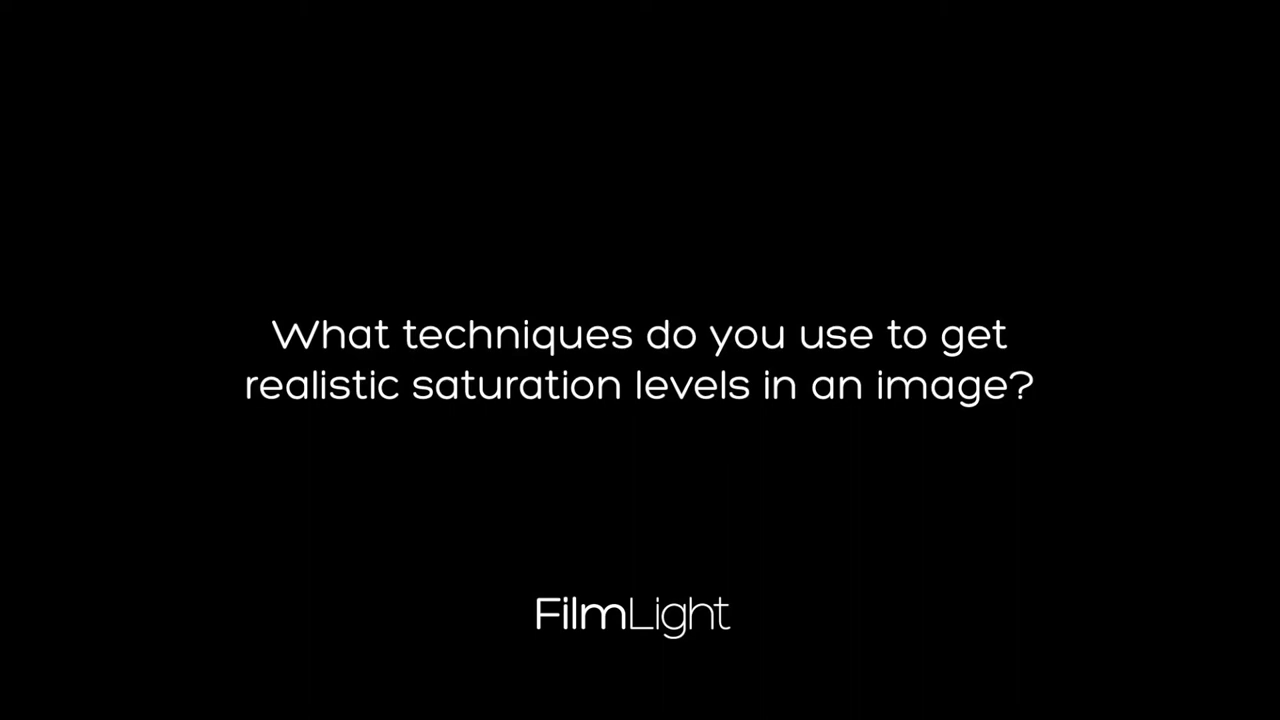 What techniques do you use to get
realistic saturation levels in an image?
FilmLight